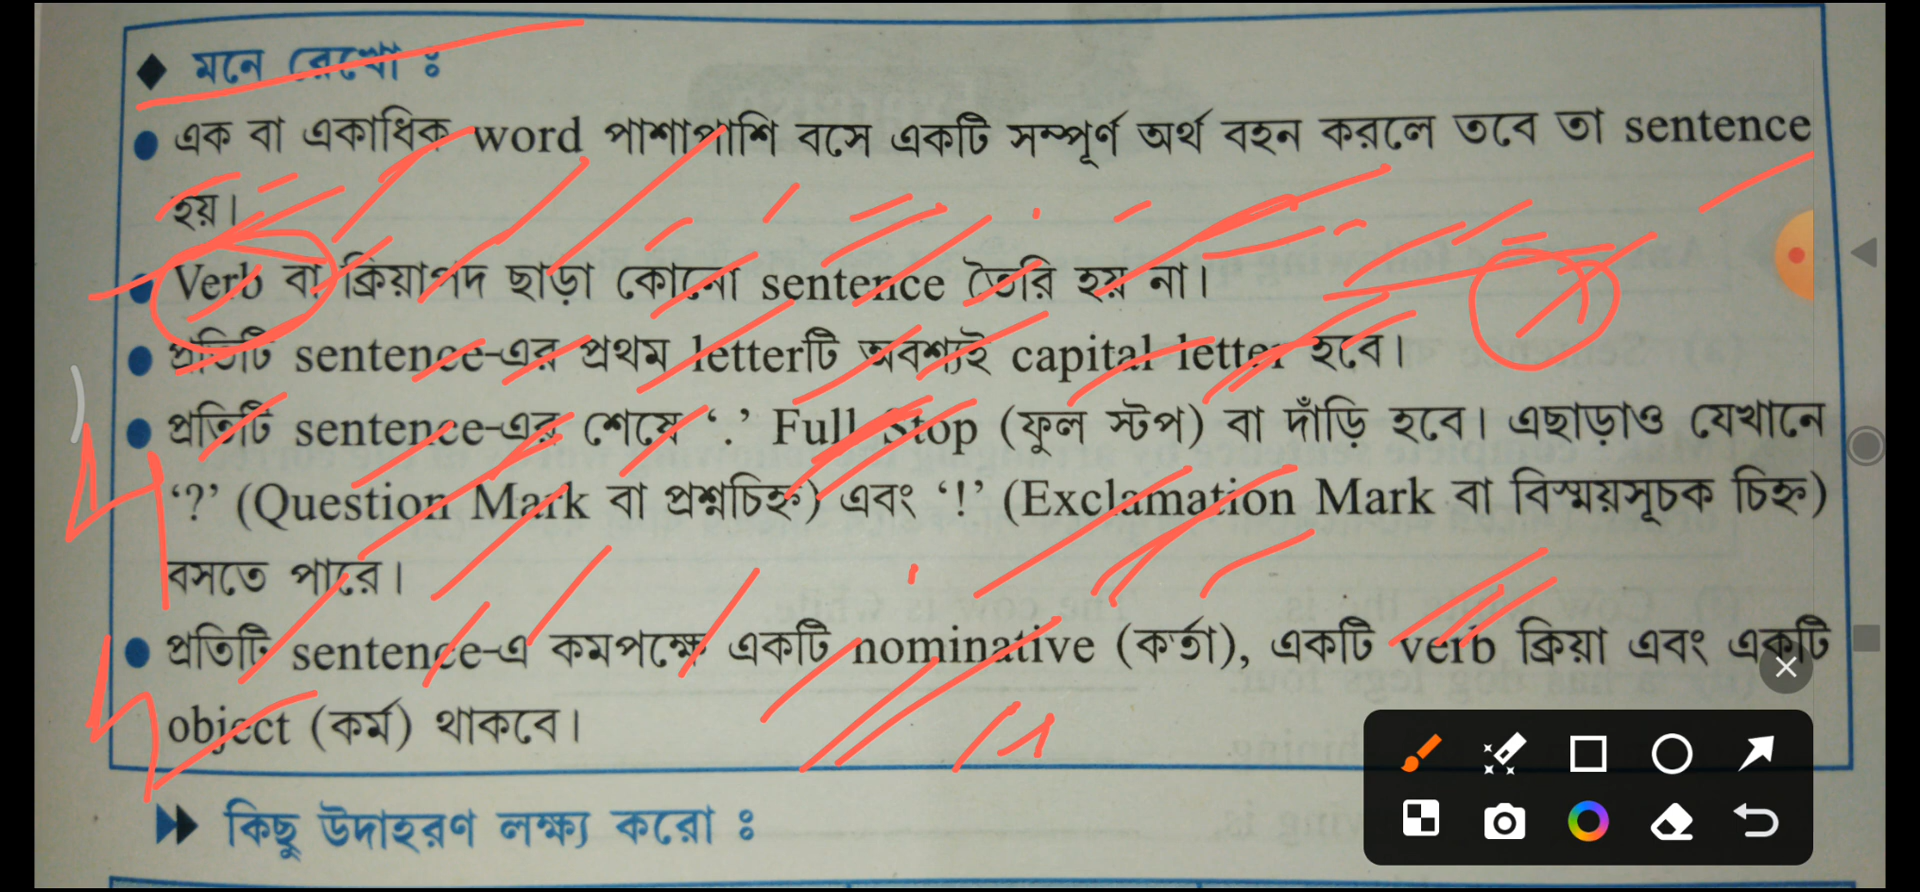 মনে রেখো ঃ
এক বা একাধিক word পাশাপাশি বসে একটি সম্পূর্ণ অর্থ বহন করলে তবে তা sentence
হয়।
Verb বা ক্রিয়াপদ ছাড়া কোনো sentence তৈরি হয় না।
প্রতিটি sentence-এর প্রথম letterটি অবশ্যই capital letter হবে।
প্রতিটি sentence-এর শেষে ‘.’ Full Stop (ফুল স্টপ) বা দাঁড়ি হবে। এছাড়াও যেখানে
‘?’ (Question Mark বা প্রশ্নচিহ্ন) এবং ‘!’ (Exclamation Mark বা বিস্ময়সূচক চিহ্ন)
বসতে পারে।
প্রতিটি sentence-এ কমপক্ষে একটি nominative (কর্তা), একটি verb ক্রিয়া এবং একটি
object (কর্ম) থাকবে।
কিছু উদাহরণ লক্ষ্য করো ঃ